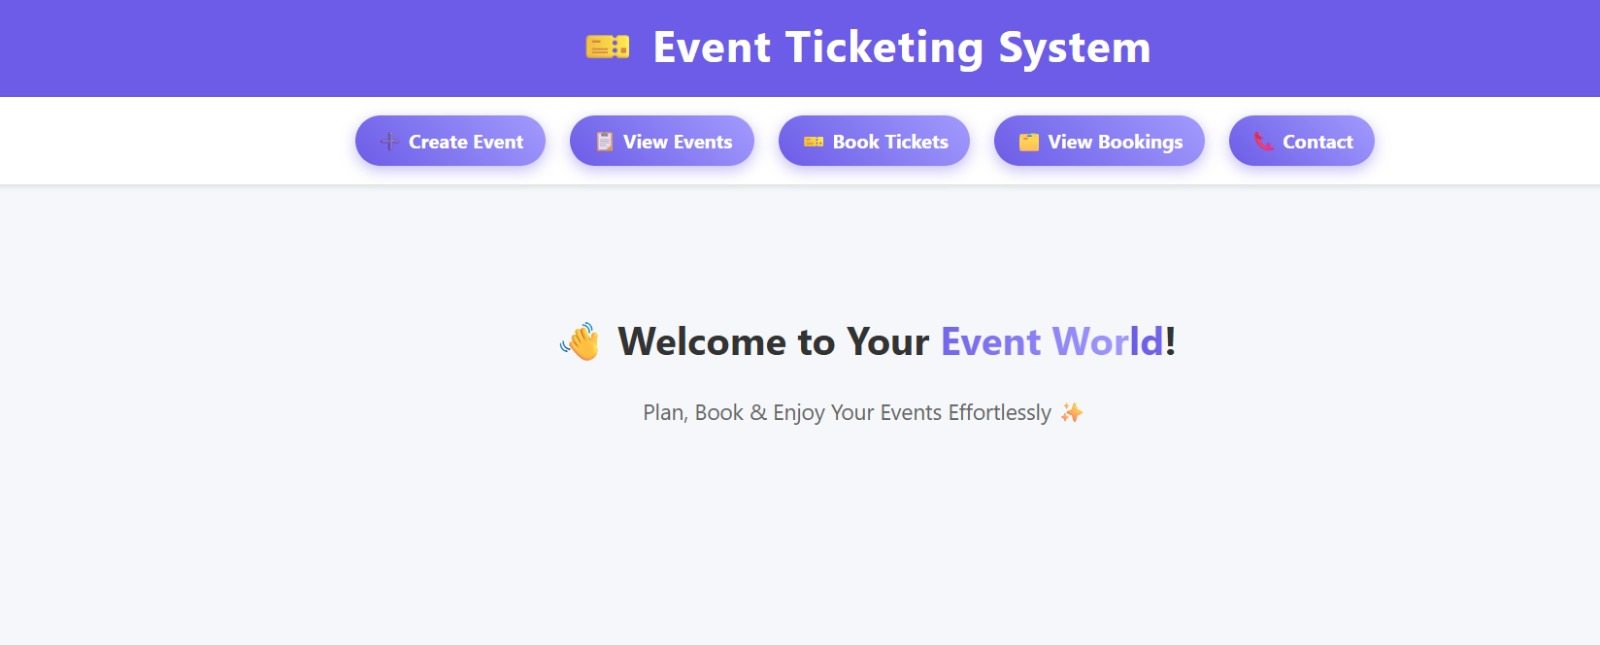 🎫 Event Ticketing System
➕ Create Event
📋 View Events
🎫 Book Tickets
🗂️ View Bookings
📞 Contact
👋 Welcome to Your Event World!
Plan, Book & Enjoy Your Events Effortlessly ✨